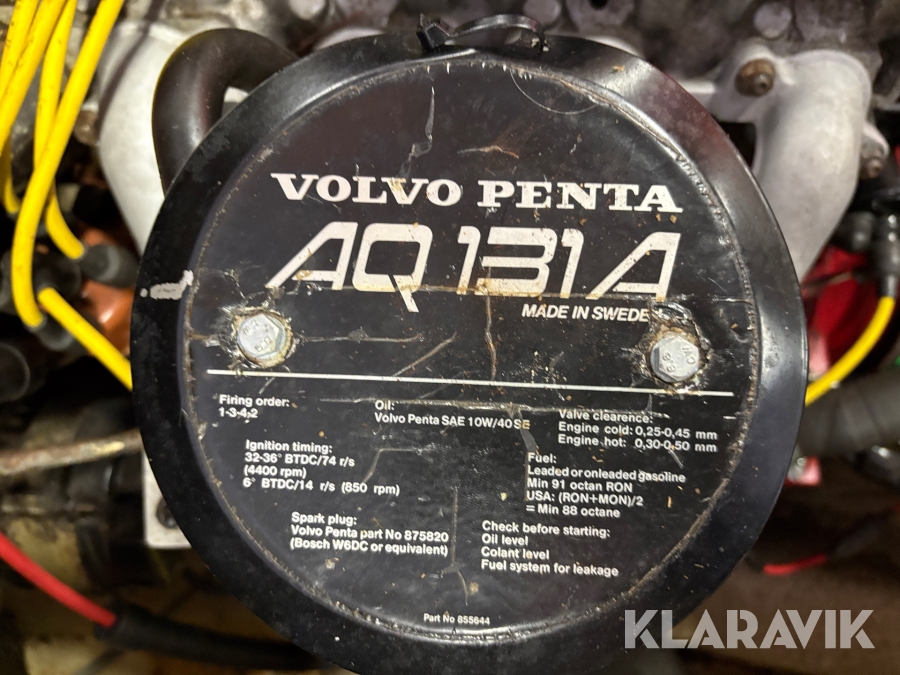 VOLVO PENTA
AQ 131 A
MADE IN SWEDE
Firing order:
1-3-4-2
Oil:
Volvo Penta SAE 10W/40 SE
Valve clearence:
Engine cold: 0,25-0,45 mm
Engine hot: 0,30-0,50 mm
Ignition timing:
32-36° BTDC/74 r/s
(4400 rpm)
6° BTDC/14 r/s (850 rpm)
Fuel:
Leaded or onleaded gasoline
Min 91 octan RON
USA: (RON+MON)/2
= Min 88 octane
Spark plug:
Volvo Penta part No 875820
(Bosch W6DC or equivalent)
Check before starting:
Oil level
Colant level
Fuel system for leakage
Part No 855644
KLARAVIK